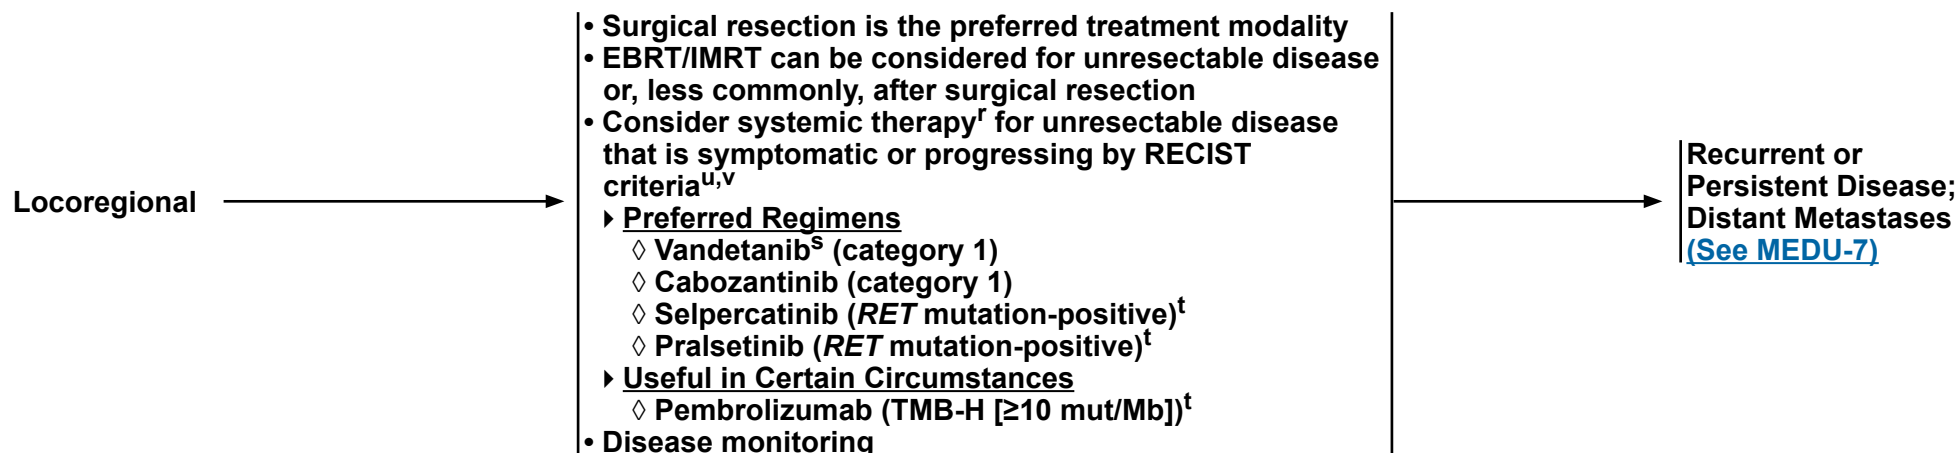 • Surgical resection is the preferred treatment modality
• EBRT/IMRT can be considered for unresectable disease
or, less commonly, after surgical resection
• Consider systemic therapyʳ for unresectable disease
that is symptomatic or progressing by RECIST
criteriaᵘ,ᵛ
Locoregional
▸ Preferred Regimens
◊ Vandetanibˢ (category 1)
◊ Cabozantinib (category 1)
◊ Selpercatinib (RET mutation-positive)ᵗ
◊ Pralsetinib (RET mutation-positive)ᵗ
▸ Useful in Certain Circumstances
◊ Pembrolizumab (TMB-H [≥10 mut/Mb])ᵗ
• Disease monitoring
Recurrent or
Persistent Disease;
Distant Metastases
(See MEDU-7)